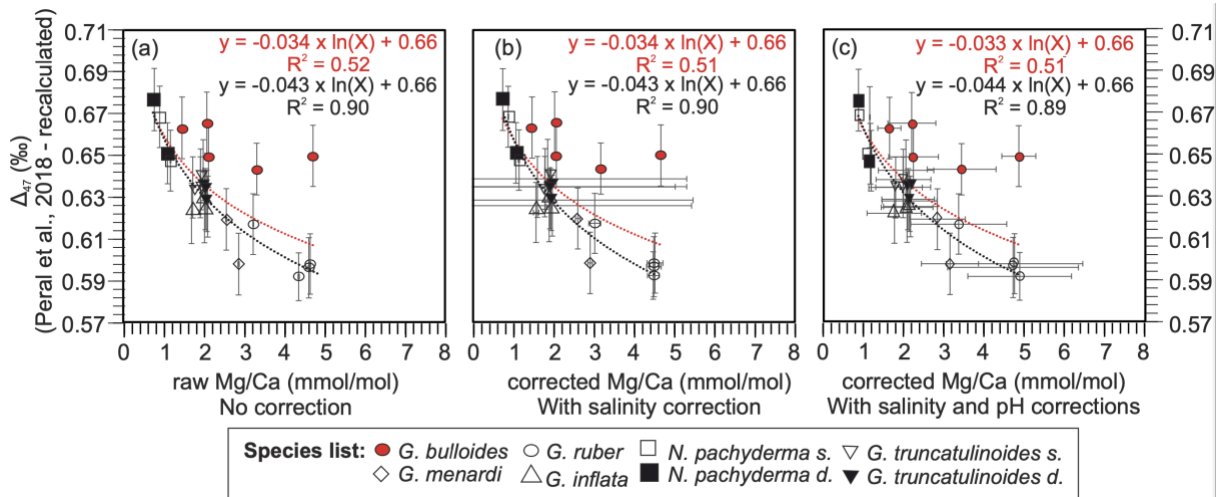 (a)
y = -0.034 x ln(X) + 0.66
R² = 0.52
y = -0.043 x ln(X) + 0.66
R² = 0.90
(b)
y = -0.034 x ln(X) + 0.66
R² = 0.51
y = -0.043 x ln(X) + 0.66
R² = 0.90
(c)
y = -0.033 x ln(X) + 0.66
R² = 0.51
y = -0.044 x ln(X) + 0.66
R² = 0.89
Δ47 (‰)
(Peral et al., 2018 - recalculated)
0.71
0.69
0.67
0.65
0.63
0.61
0.59
0.57
0.71
0.69
0.67
0.65
0.63
0.61
0.59
0.57
0 1 2 3 4 5 6 7 8
0 1 2 3 4 5 6 7 8
0 1 2 3 4 5 6 7 8
raw Mg/Ca (mmol/mol)
No correction
corrected Mg/Ca (mmol/mol)
With salinity correction
corrected Mg/Ca (mmol/mol)
With salinity and pH corrections
Species list: G. bulloides G. ruber N. pachyderma s. G. truncatulinoides s.
G. menardi G. inflata N. pachyderma d. G. truncatulinoides d.